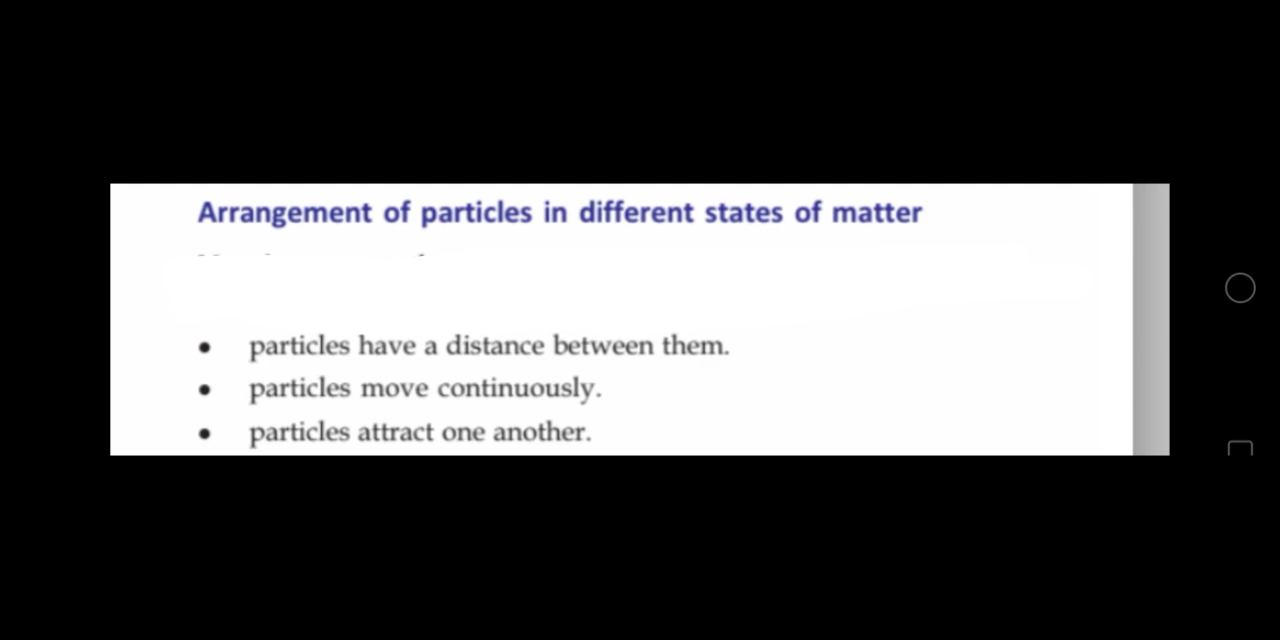 Arrangement of particles in different states of matter
• particles have a distance between them.
• particles move continuously.
• particles attract one another.